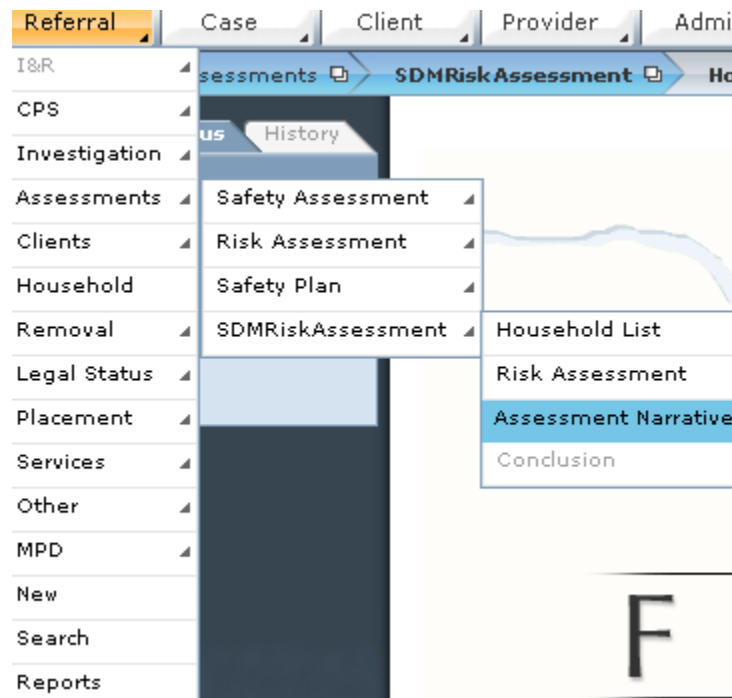 Referral Case Client Provider Admi
I&R
sessments SDMRiskAssessment Ho
CPS
us History
Investigation
Assessments Safety Assessment
Clients Risk Assessment
Household Safety Plan
Removal SDMRiskAssessment Household List
Legal Status Risk Assessment
Placement Assessment Narrative
Services Conclusion
Other
MPD
New
F
Search
Reports